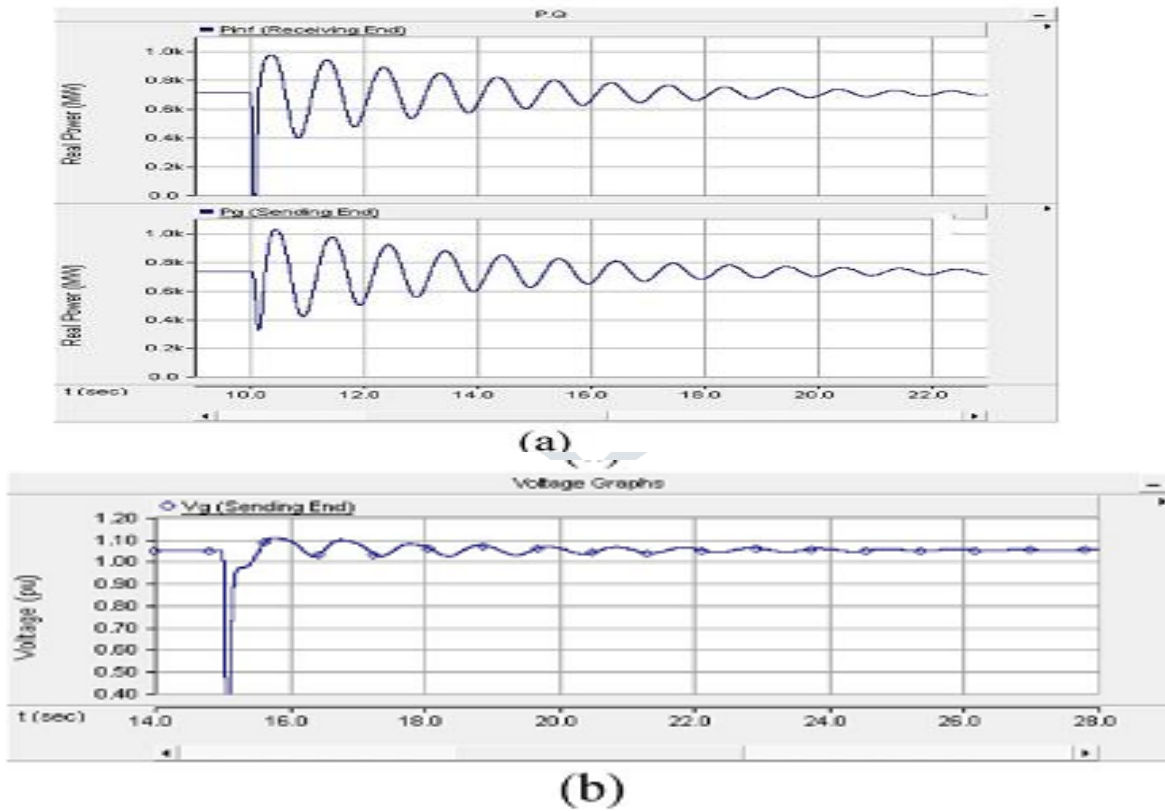 P.Q
Pinf (Receiving End)
1.0k
0.8k
0.6k
0.4k
0.2k
0.0
Real Power (MW)
Pg (Sending End)
1.0k
0.8k
0.6k
0.4k
0.2k
0.0
Real Power (MW)
t (sec) 10.0 12.0 14.0 16.0 18.0 20.0 22.0
(a)
Voltage Graphs
Vg (Sending End)
1.20
1.10
1.00
0.90
0.80
0.70
0.60
0.50
0.40
Voltage (pu)
t (sec) 14.0 16.0 18.0 20.0 22.0 24.0 26.0 28.0
(b)